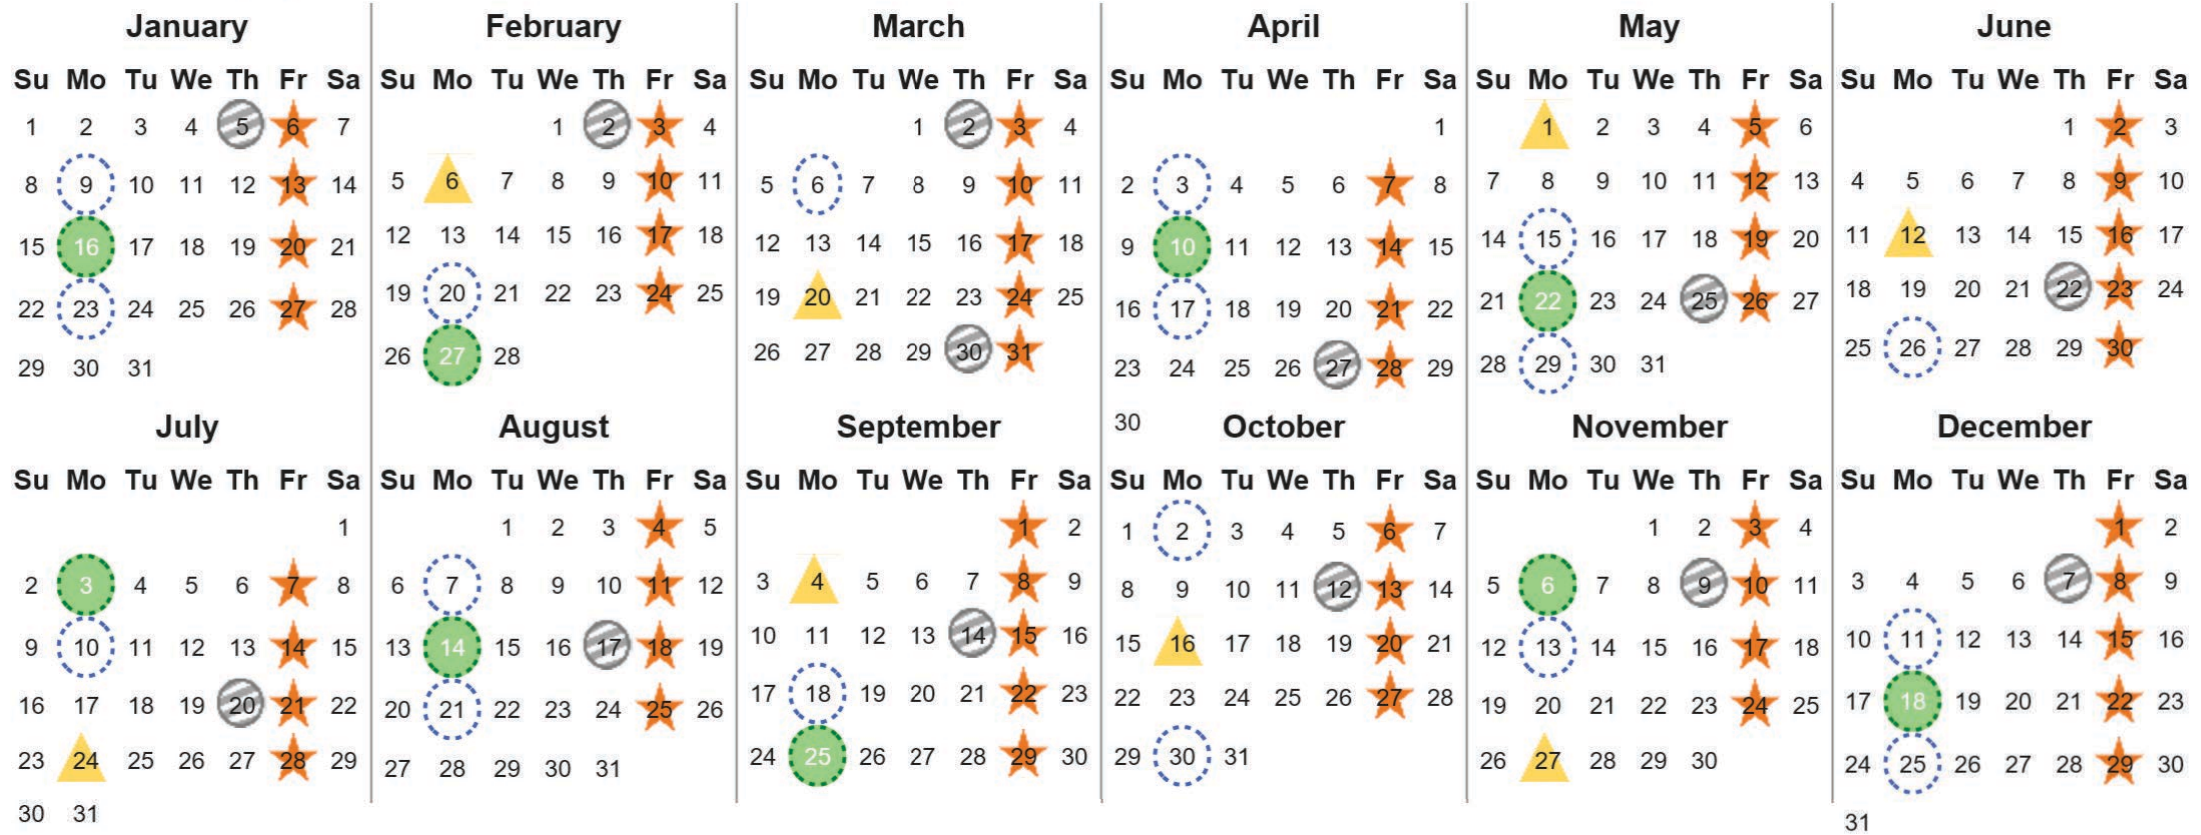 January February March April May June
Su Mo Tu We Th Fr Sa Su Mo Tu We Th Fr Sa Su Mo Tu We Th Fr Sa Su Mo Tu We Th Fr Sa Su Mo Tu We Th Fr Sa Su Mo Tu We Th Fr Sa
1 2 3 4 5 6 7 1 2 3 4 1 2 3 4 1 1 2 3 4 5 6 1 2 3
8 9 10 11 12 13 14 5 6 7 8 9 10 11 5 6 7 8 9 10 11 2 3 4 5 6 7 8 7 8 9 10 11 12 13 4 5 6 7 8 9 10
15 16 17 18 19 20 21 12 13 14 15 16 17 18 12 13 14 15 16 17 18 9 10 11 12 13 14 15 14 15 16 17 18 19 20 11 12 13 14 15 16 17
22 23 24 25 26 27 28 19 20 21 22 23 24 25 19 20 21 22 23 24 25 16 17 18 19 20 21 22 21 22 23 24 25 26 27 18 19 20 21 22 23 24
29 30 31 26 27 28 26 27 28 29 30 31 23 24 25 26 27 28 29 28 29 30 31 25 26 27 28 29 30
30
July August September October November December
Su Mo Tu We Th Fr Sa Su Mo Tu We Th Fr Sa Su Mo Tu We Th Fr Sa Su Mo Tu We Th Fr Sa Su Mo Tu We Th Fr Sa Su Mo Tu We Th Fr Sa
1 1 2 3 4 5 1 2 1 2 3 4 5 6 7 1 2 3 4 1 2
2 3 4 5 6 7 8 6 7 8 9 10 11 12 3 4 5 6 7 8 9 8 9 10 11 12 13 14 5 6 7 8 9 10 11 3 4 5 6 7 8 9
9 10 11 12 13 14 15 13 14 15 16 17 18 19 10 11 12 13 14 15 16 15 16 17 18 19 20 21 12 13 14 15 16 17 18 10 11 12 13 14 15 16
16 17 18 19 20 21 22 20 21 22 23 24 25 26 17 18 19 20 21 22 23 22 23 24 25 26 27 28 19 20 21 22 23 24 25 17 18 19 20 21 22 23
23 24 25 26 27 28 29 27 28 29 30 31 24 25 26 27 28 29 30 29 30 31 26 27 28 29 30 24 25 26 27 28 29 30
30 31 31